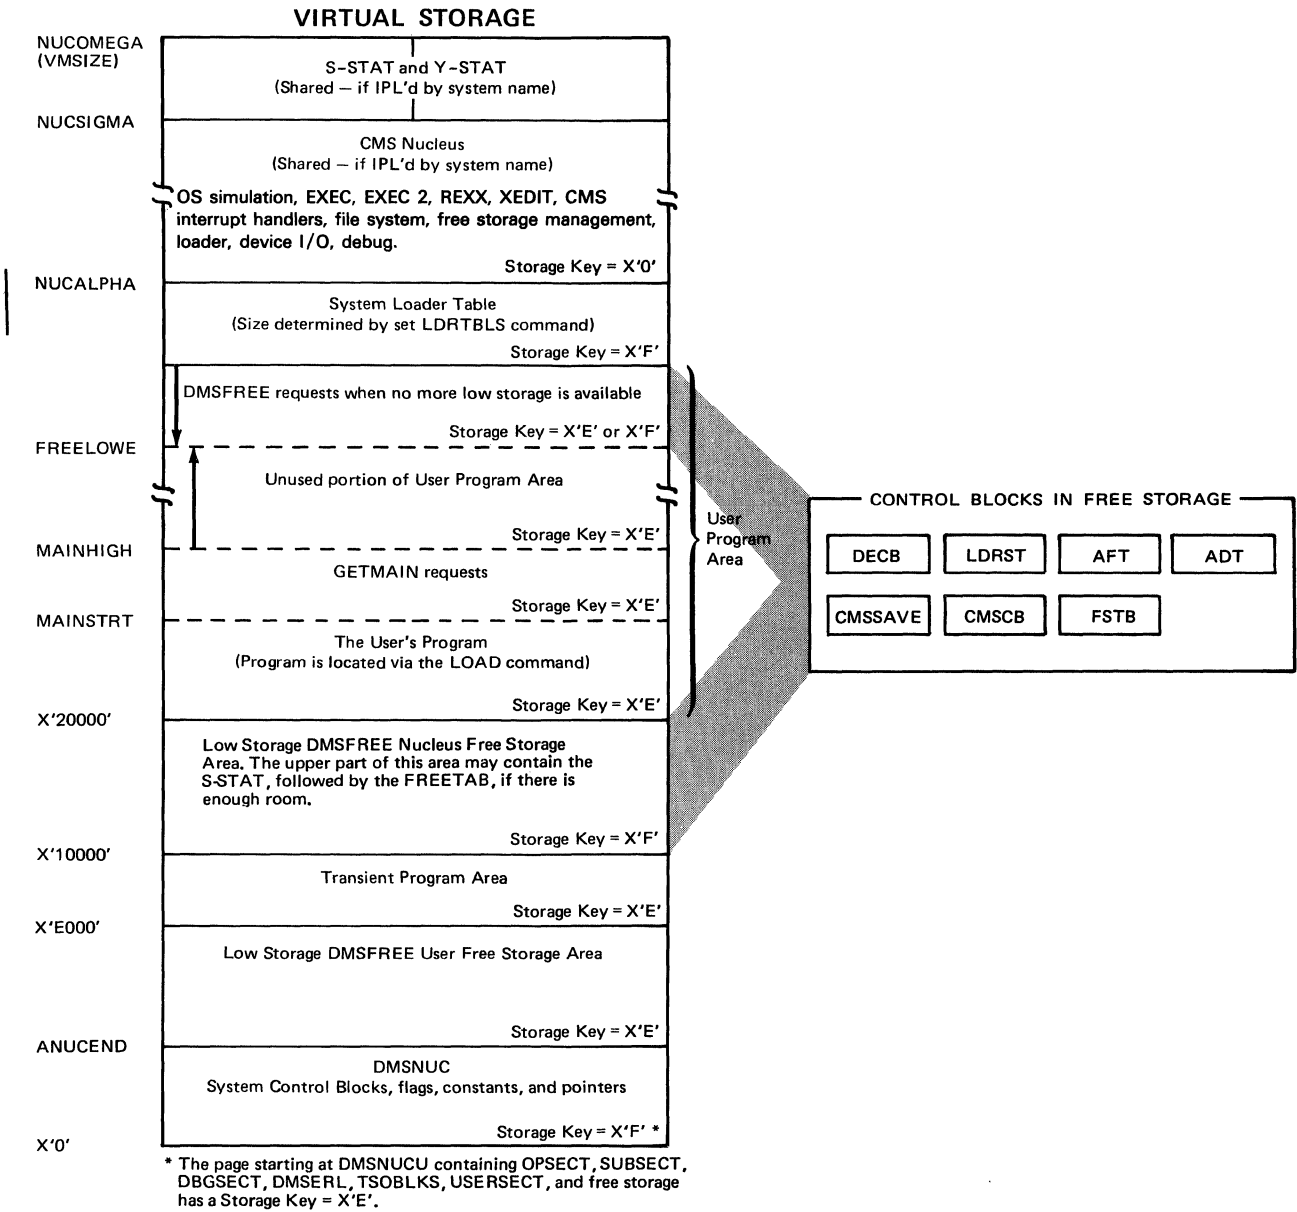 VIRTUAL STORAGE
NUCOMEGA
(VMSIZE)
S-STAT and Y-STAT
(Shared — if IPL'd by system name)
NUCSIGMA
CMS Nucleus
(Shared — if IPL'd by system name)
OS simulation, EXEC, EXEC 2, REXX, XEDIT, CMS
interrupt handlers, file system, free storage management,
loader, device I/O, debug.
Storage Key = X'0'
NUCALPHA
System Loader Table
(Size determined by set LDRTBLS command)
Storage Key = X'F'
DMSFREE requests when no more low storage is available
Storage Key = X'E' or X'F'
FREELOWE
Unused portion of User Program Area
Storage Key = X'E'
MAINHIGH
GETMAIN requests
Storage Key = X'E'
MAINSTRT
The User's Program
(Program is located via the LOAD command)
Storage Key = X'E'
User
Program
Area
CONTROL BLOCKS IN FREE STORAGE
DECB LDRST AFT ADT
CMSSAVE CMSCB FSTB
X'20000'
Low Storage DMSFREE Nucleus Free Storage
Area. The upper part of this area may contain the
S-STAT, followed by the FREETAB, if there is
enough room.
Storage Key = X'F'
X'10000'
Transient Program Area
Storage Key = X'E'
X'E000'
Low Storage DMSFREE User Free Storage Area
Storage Key = X'E'
ANUCEND
DMSNUC
System Control Blocks, flags, constants, and pointers
Storage Key = X'F' *
X'0'
* The page starting at DMSNUCU containing OPSECT, SUBSECT,
DBGSECT, DMSERL, TSOBLKS, USERSECT, and free storage
has a Storage Key = X'E'.